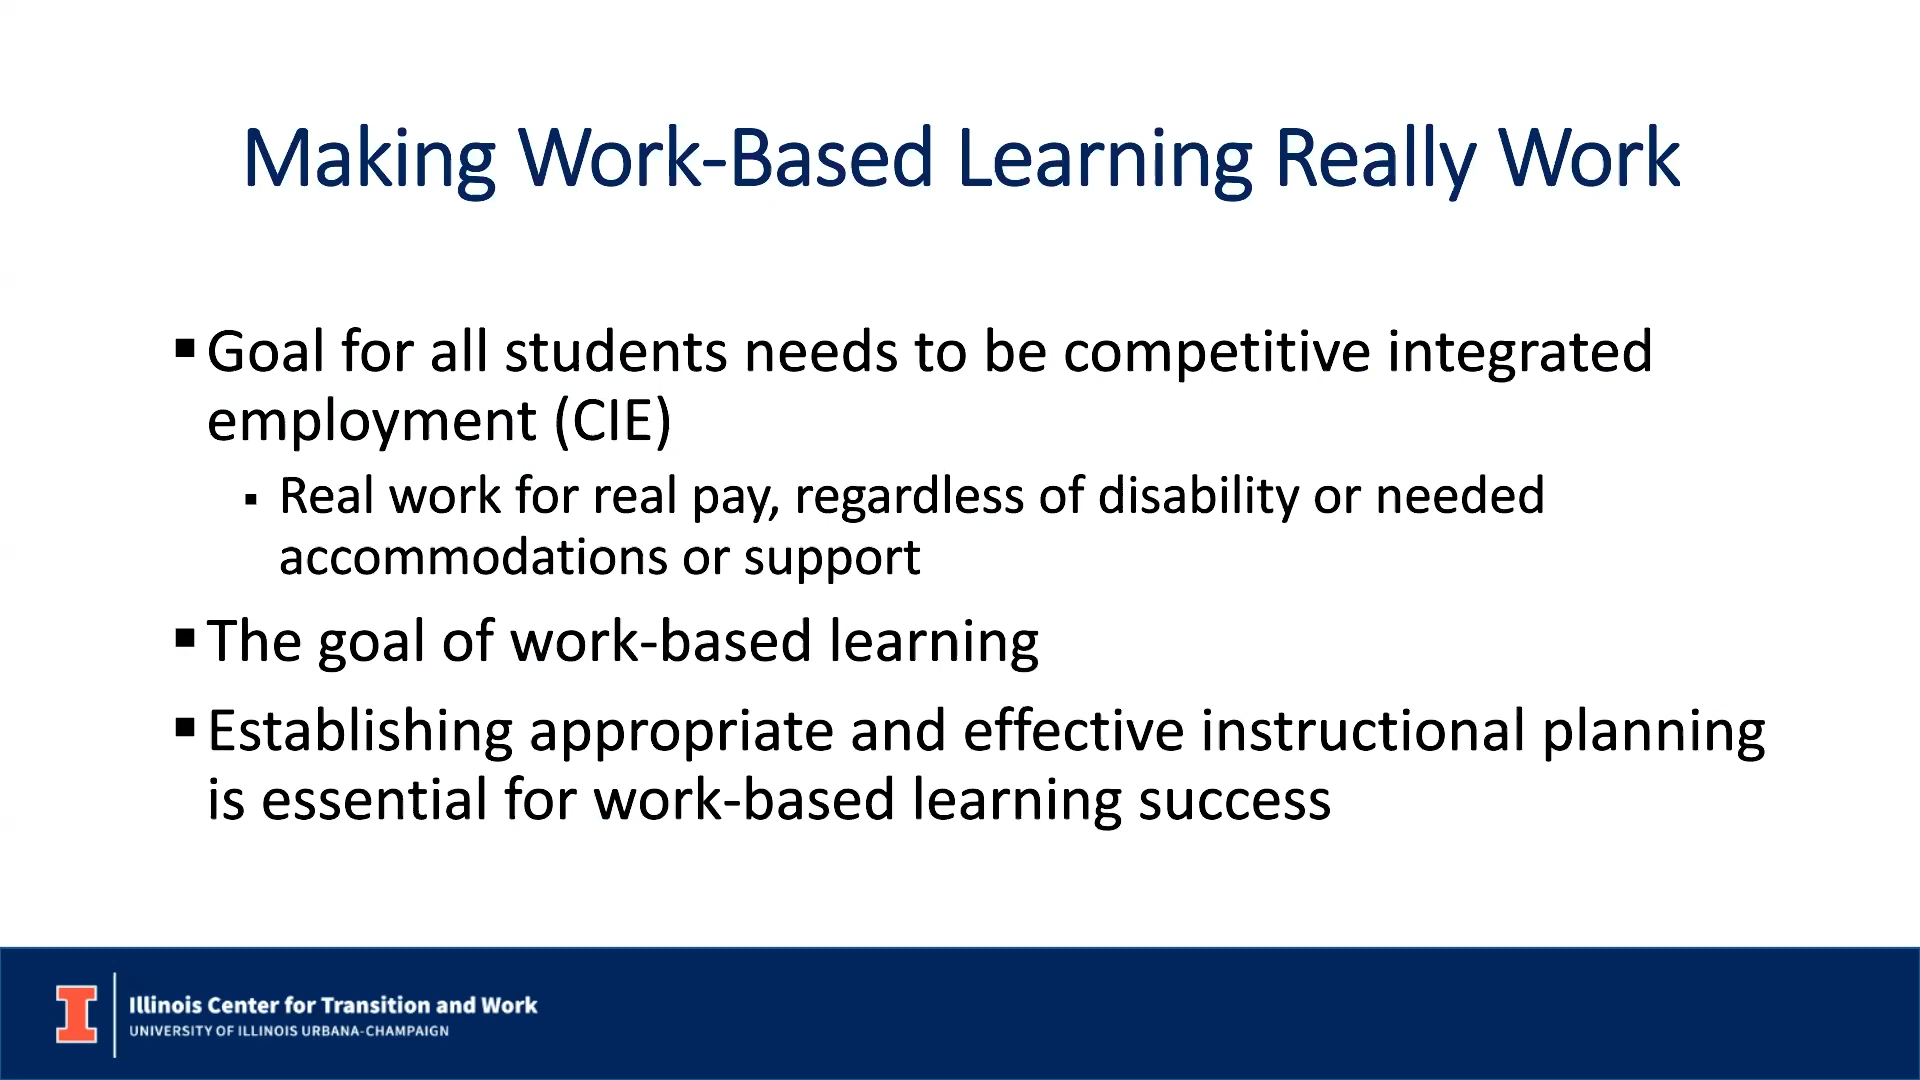 Making Work-Based Learning Really Work
▪ Goal for all students needs to be competitive integrated
employment (CIE)
▪ Real work for real pay, regardless of disability or needed
accommodations or support
▪ The goal of work-based learning
▪ Establishing appropriate and effective instructional planning
is essential for work-based learning success
I
Illinois Center for Transition and Work
UNIVERSITY OF ILLINOIS URBANA-CHAMPAIGN